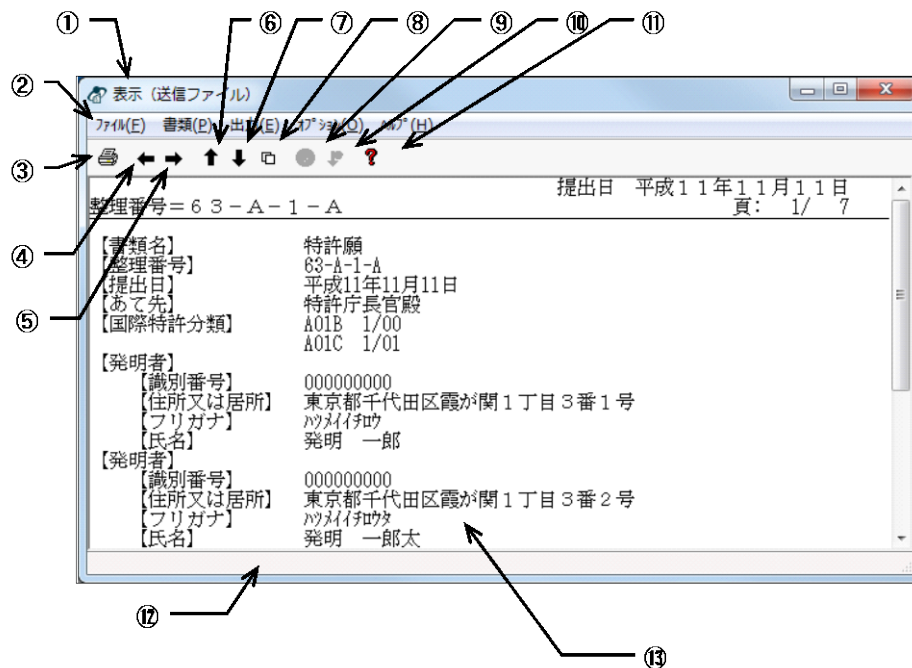 ① ⑥ ⑦ ⑧ ⑨ ⑩ ⑪
② 表示（送信ファイル）
ﾌｧｲﾙ(F) 書類(P) 出力(E) ｵﾌﾟｼｮﾝ(O) ﾍﾙﾌﾟ(H)
③ ?
提出日 平成１１年１１月１１日
整理番号＝６３－Ａ－１－Ａ 頁: 1/ 7
④
⑤
【書類名】 特許願
【整理番号】 63-A-1-A
【提出日】 平成11年11月11日
【あて先】 特許庁長官殿
【国際特許分類】 A01B 1/00
A01C 1/01
【発明者】
【識別番号】 000000000
【住所又は居所】 東京都千代田区霞が関１丁目３番１号
【フリガナ】 ﾊﾂﾒｲｲﾁﾛｳ
【氏名】 発明 一郎
【発明者】
【識別番号】 000000000
【住所又は居所】 東京都千代田区霞が関１丁目３番２号
【フリガナ】 ﾊﾂﾒｲｲﾁﾛｳﾀ
【氏名】 発明 一郎太
⑫
⑬